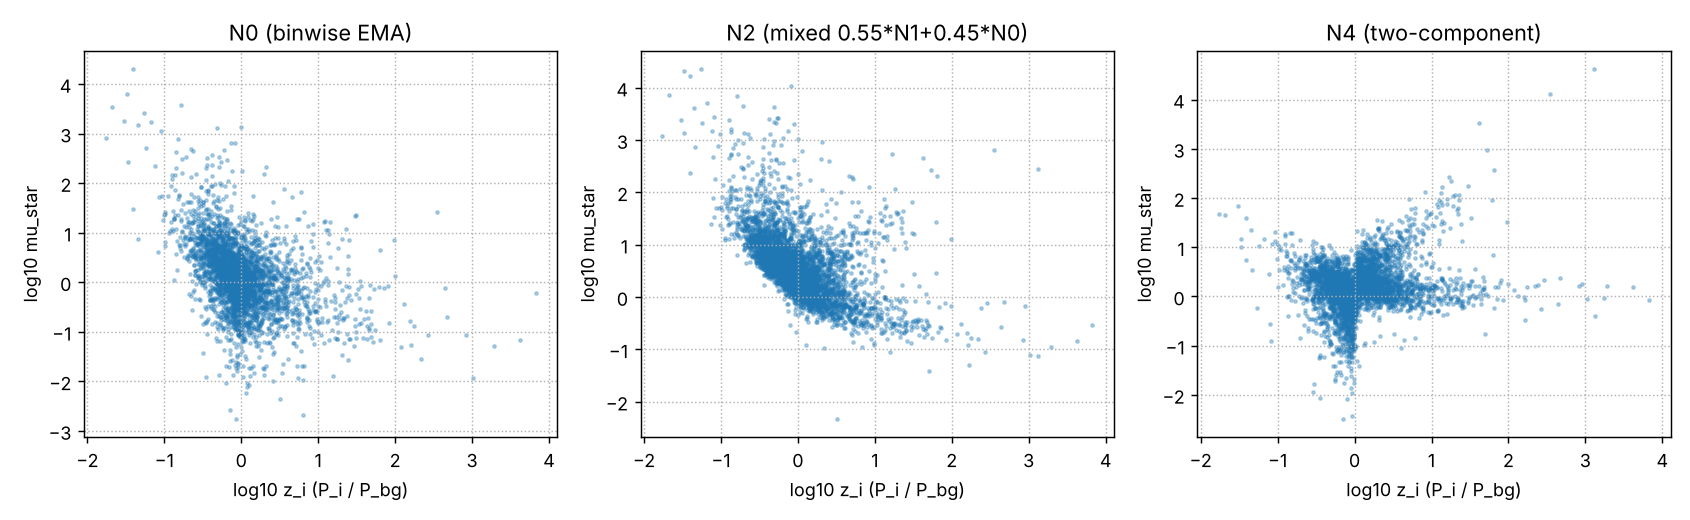 N0 (binwise EMA)
log10 mu_star
4
3
2
1
0
−1
−2
−3
−2 −1 0 1 2 3 4
log10 z_i (P_i / P_bg)
N2 (mixed 0.55*N1+0.45*N0)
log10 mu_star
4
3
2
1
0
−1
−2
−2 −1 0 1 2 3 4
log10 z_i (P_i / P_bg)
N4 (two-component)
log10 mu_star
4
3
2
1
0
−1
−2
−2 −1 0 1 2 3 4
log10 z_i (P_i / P_bg)